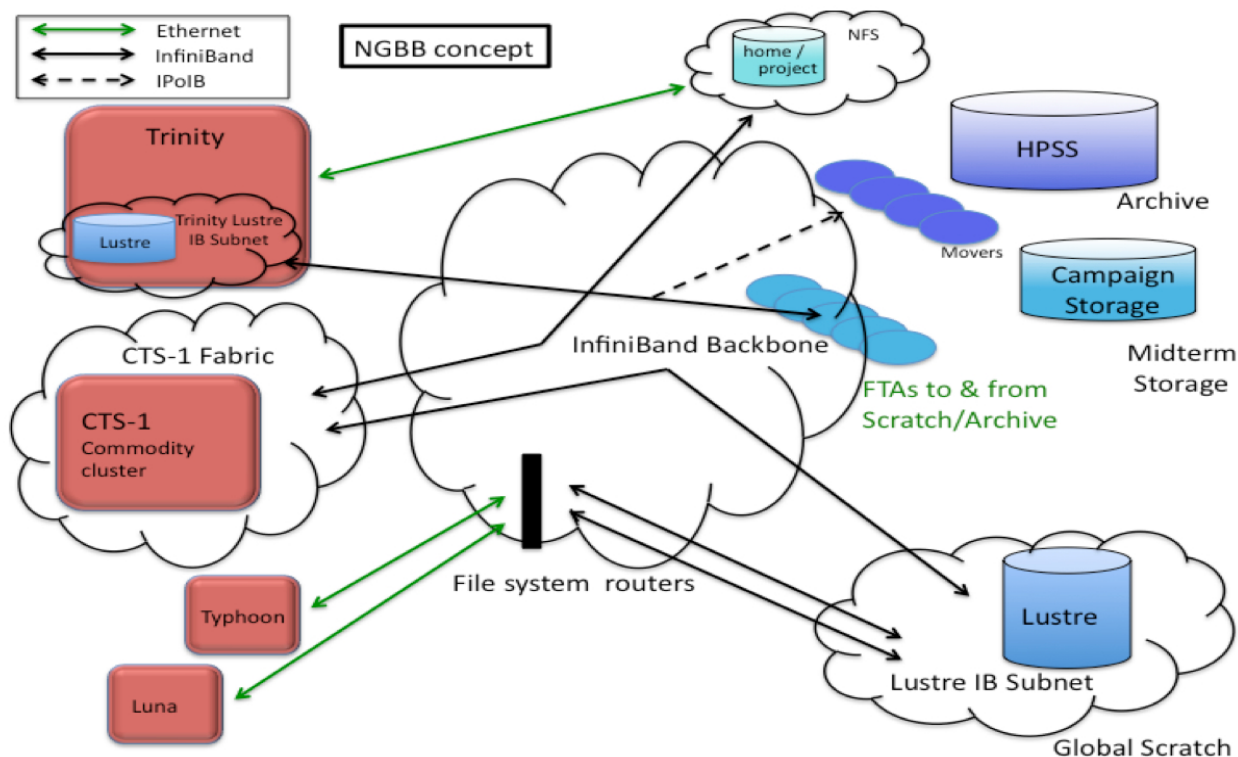 Ethernet
InfiniBand
IPoIB
NGBB concept
NFS
home /
project
Trinity
HPSS
Archive
Trinity Lustre
IB Subnet
Lustre
Movers
Campaign
Storage
CTS-1 Fabric
InfiniBand Backbone
Midterm
Storage
FTAs to & from
Scratch/Archive
CTS-1
Commodity
cluster
File system routers
Typhoon
Luna
Lustre
Lustre IB Subnet
Global Scratch